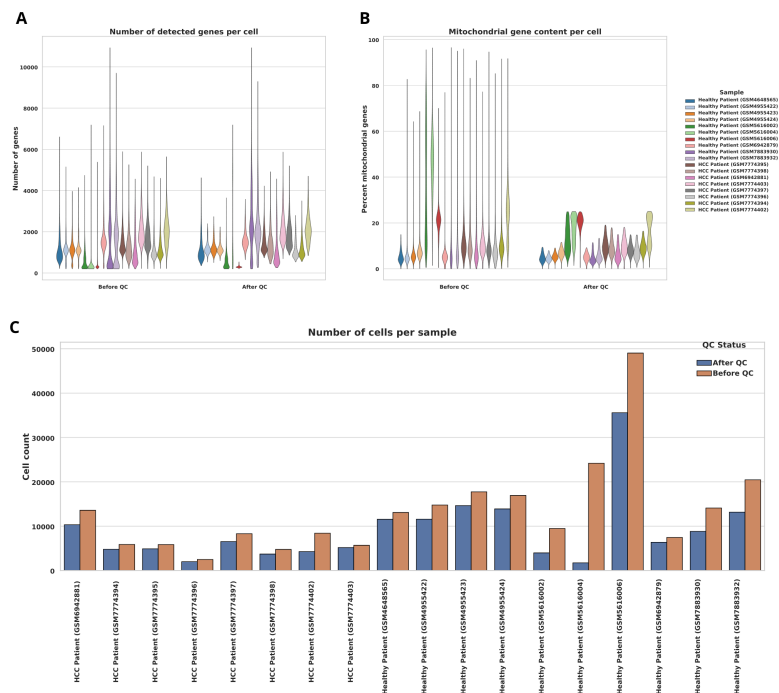 A
B
Number of detected genes per cell
Mitochondrial gene content per cell
Number of genes
10000
8000
6000
4000
2000
0
Before QC
After QC
Percent mitochondrial genes
100
80
60
40
20
0
Before QC
After QC
Sample
Healthy Patient (GSM4648565)
Healthy Patient (GSM4955422)
Healthy Patient (GSM4955423)
Healthy Patient (GSM4955424)
Healthy Patient (GSM5616002)
Healthy Patient (GSM5616004)
Healthy Patient (GSM5616006)
Healthy Patient (GSM6942879)
Healthy Patient (GSM7883930)
Healthy Patient (GSM7883932)
HCC Patient (GSM7774395)
HCC Patient (GSM7774398)
HCC Patient (GSM6942881)
HCC Patient (GSM7774403)
HCC Patient (GSM7774397)
HCC Patient (GSM7774396)
HCC Patient (GSM7774394)
HCC Patient (GSM7774402)
C
Number of cells per sample
QC Status
After QC
Before QC
Cell count
50000
40000
30000
20000
10000
0
HCC Patient (GSM6942881)
HCC Patient (GSM7774394)
HCC Patient (GSM7774395)
HCC Patient (GSM7774396)
HCC Patient (GSM7774397)
HCC Patient (GSM7774398)
HCC Patient (GSM7774402)
HCC Patient (GSM7774403)
Healthy Patient (GSM4648565)
Healthy Patient (GSM4955422)
Healthy Patient (GSM4955423)
Healthy Patient (GSM4955424)
Healthy Patient (GSM5616002)
Healthy Patient (GSM5616004)
Healthy Patient (GSM5616006)
Healthy Patient (GSM6942879)
Healthy Patient (GSM7883930)
Healthy Patient (GSM7883932)